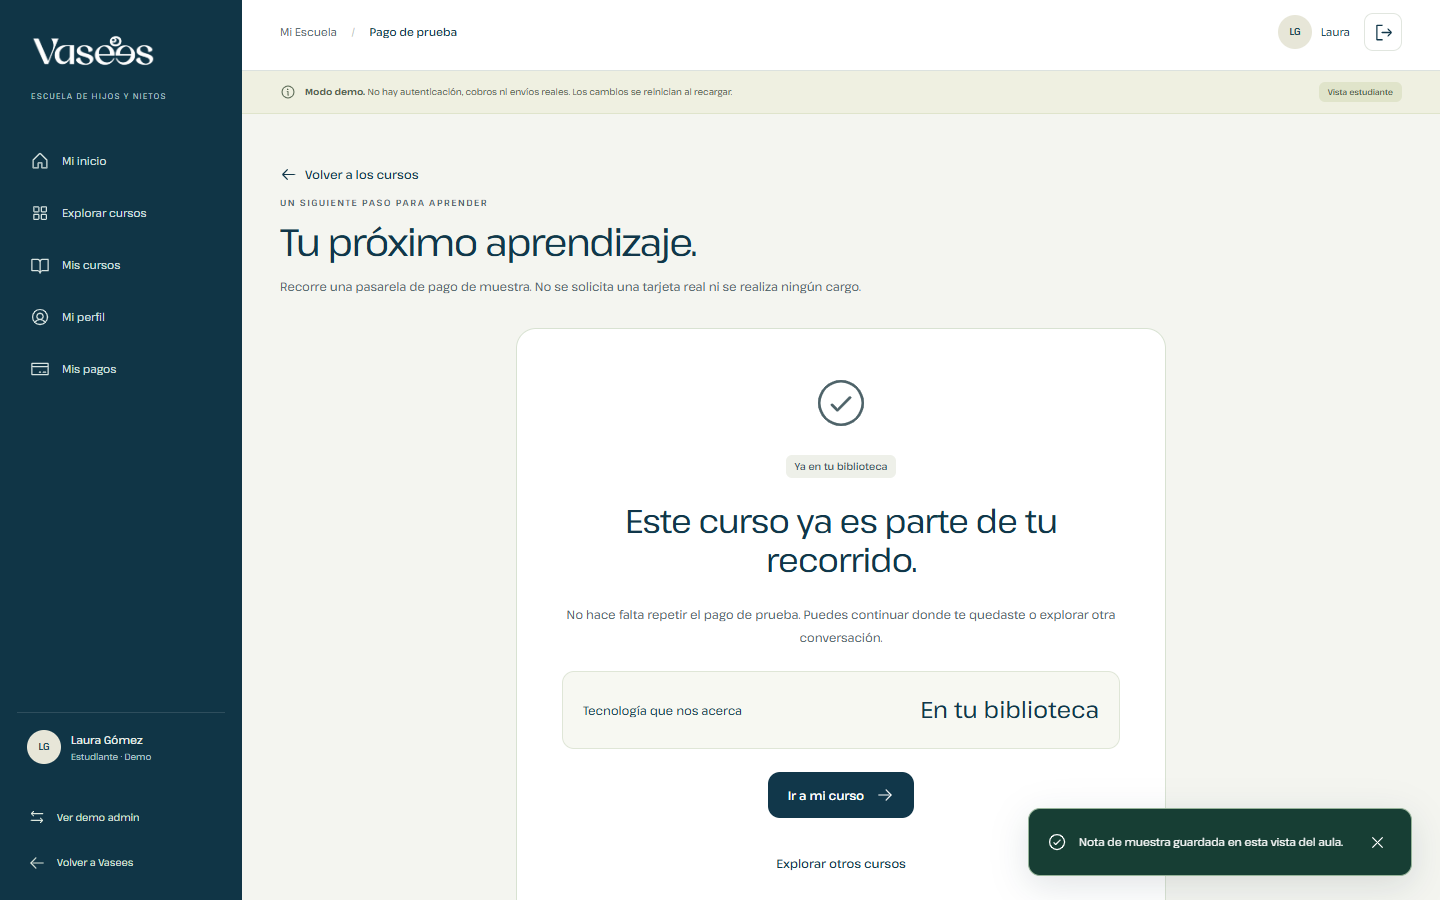 Vasees
ESCUELA DE HIJOS Y NIETOS
Mi inicio
Explorar cursos
Mis cursos
Mi perfil
Mis pagos
LG
Laura Gómez
Estudiante · Demo
Ver demo admin
Volver a Vasees
Mi Escuela / Pago de prueba
LG Laura
Modo demo. No hay autenticación, cobros ni envíos reales. Los cambios se reinician al recargar.
Vista estudiante
Volver a los cursos
UN SIGUIENTE PASO PARA APRENDER
Tu próximo aprendizaje.
Recorre una pasarela de pago de muestra. No se solicita una tarjeta real ni se realiza ningún cargo.
Ya en tu biblioteca
Este curso ya es parte de tu
recorrido.
No hace falta repetir el pago de prueba. Puedes continuar donde te quedaste o explorar otra
conversación.
Tecnología que nos acerca
En tu biblioteca
Ir a mi curso
Explorar otros cursos
Nota de muestra guardada en esta vista del aula.